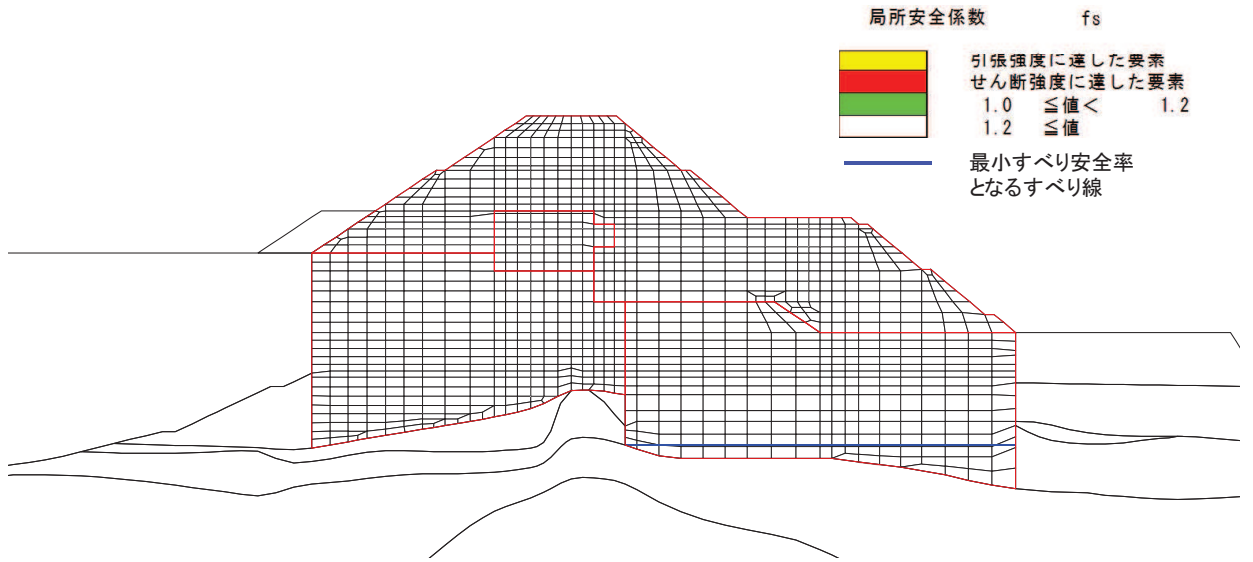 局所安全係数 fs
引張強度に達した要素
せん断強度に達した要素
1.0 ≦値< 1.2
1.2 ≦値
最小すべり安全率
となるすべり線